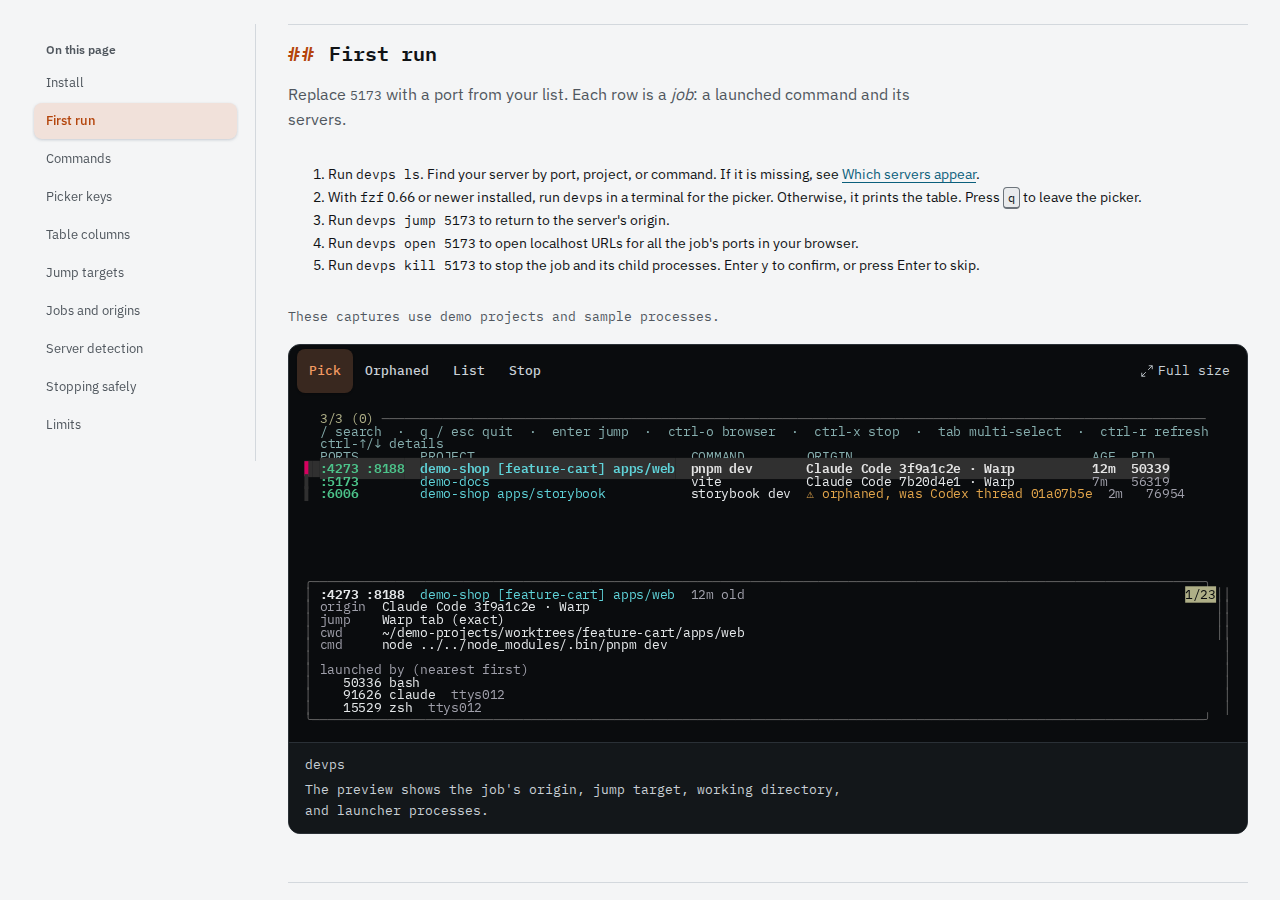 On this page
Install
First run
Commands
Picker keys
Table columns
Jump targets
Jobs and origins
Server detection
Stopping safely
Limits
## First run
Replace 5173 with a port from your list. Each row is a job: a launched command and its
servers.
1. Run devps ls. Find your server by port, project, or command. If it is missing, see Which servers appear.
2. With fzf 0.66 or newer installed, run devps in a terminal for the picker. Otherwise, it prints the table. Press q to leave the picker.
3. Run devps jump 5173 to return to the server's origin.
4. Run devps open 5173 to open localhost URLs for all the job's ports in your browser.
5. Run devps kill 5173 to stop the job and its child processes. Enter y to confirm, or press Enter to skip.
These captures use demo projects and sample processes.
Pick Orphaned List Stop Full size
3/3 (0)
/ search · q / esc quit · enter jump · ctrl-o browser · ctrl-x stop · tab multi-select · ctrl-r refresh
ctrl-↑/↓ details
PORTS PROJECT COMMAND ORIGIN AGE PID
:4273 :8188 demo-shop [feature-cart] apps/web pnpm dev Claude Code 3f9a1c2e · Warp 12m 50339
:5173 demo-docs vite Claude Code 7b20d4e1 · Warp 7m 56319
:6006 demo-shop apps/storybook storybook dev ⚠ orphaned, was Codex thread 01a07b5e 2m 76954
:4273 :8188 demo-shop [feature-cart] apps/web 12m old 1/23
origin Claude Code 3f9a1c2e · Warp
jump Warp tab (exact)
cwd ~/demo-projects/worktrees/feature-cart/apps/web
cmd node ../../node_modules/.bin/pnpm dev
launched by (nearest first)
50336 bash
91626 claude ttys012
15529 zsh ttys012
devps
The preview shows the job's origin, jump target, working directory,
and launcher processes.